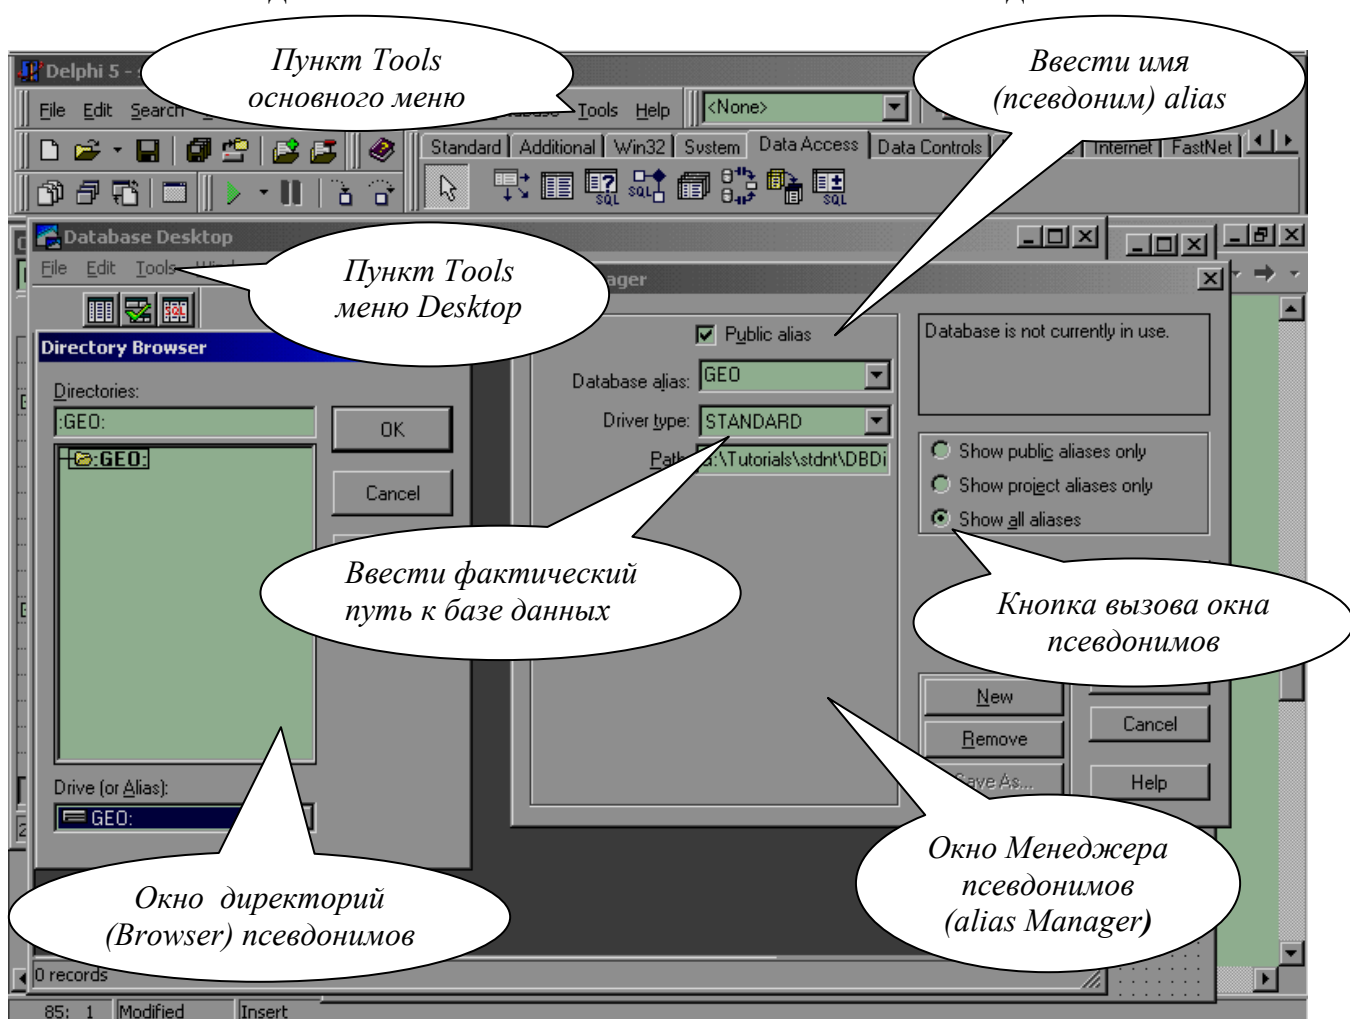 Пункт Tools
основного меню
Ввести имя
(псевдоним) alias
Delphi 5 -
File Edit Search Tools Help
<None>
Standard Additional Win32 System Data Access Data Controls Internet FastNet
Database Desktop
File Edit Tools
Пункт Tools
меню Desktop
Directory Browser
Directories:
:GEO:
:GEO:
OK
Cancel
Drive (or Alias):
GEO:
Public alias
Database alias: GEO
Driver type: STANDARD
Path: :\Tutorials\stdnt\DBDi
Database is not currently in use.
Show public aliases only
Show project aliases only
Show all aliases
Ввести фактический
путь к базе данных
Кнопка вызова окна
псевдонимов
New
Remove
Save As...
Cancel
Help
Окно Менеджера
псевдонимов
(alias Manager)
Окно директорий
(Browser) псевдонимов
0 records
85: 1 Modified Insert